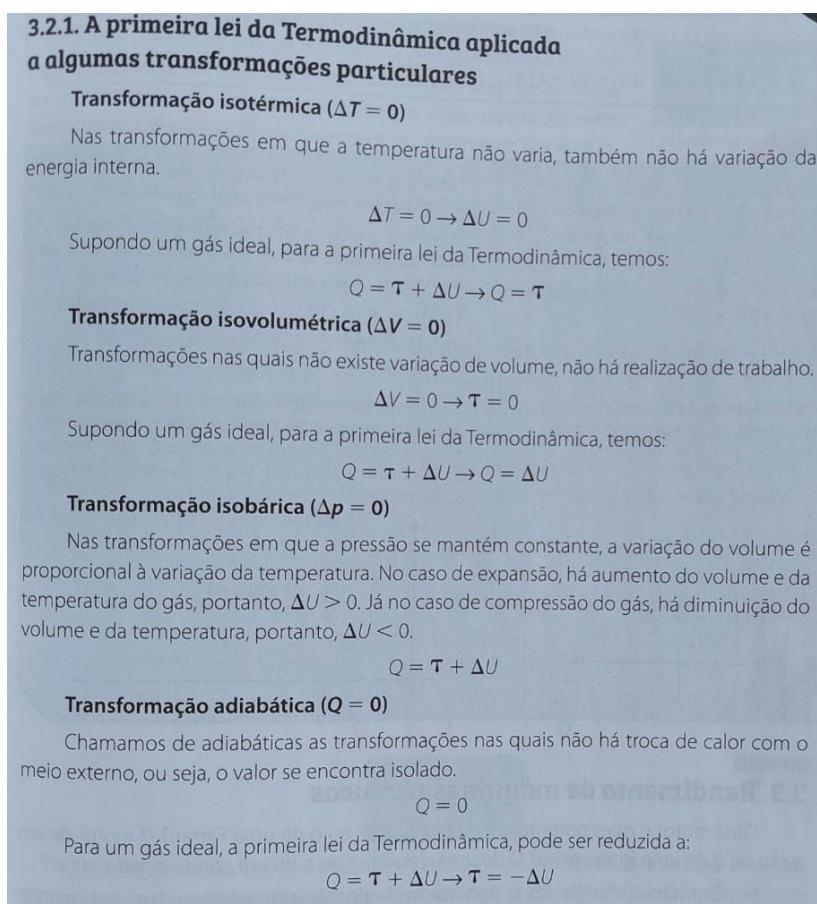 3.2.1. A primeira lei da Termodinâmica aplicada
a algumas transformações particulares
Transformação isotérmica (ΔT = 0)
Nas transformações em que a temperatura não varia, também não há variação da
energia interna.
ΔT = 0 → ΔU = 0
Supondo um gás ideal, para a primeira lei da Termodinâmica, temos:
Q = τ + ΔU → Q = τ
Transformação isovolumétrica (ΔV = 0)
Transformações nas quais não existe variação de volume, não há realização de trabalho.
ΔV = 0 → τ = 0
Supondo um gás ideal, para a primeira lei da Termodinâmica, temos:
Q = τ + ΔU → Q = ΔU
Transformação isobárica (Δp = 0)
Nas transformações em que a pressão se mantém constante, a variação do volume é
proporcional à variação da temperatura. No caso de expansão, há aumento do volume e da
temperatura do gás, portanto, ΔU > 0. Já no caso de compressão do gás, há diminuição do
volume e da temperatura, portanto, ΔU < 0.
Q = τ + ΔU
Transformação adiabática (Q = 0)
Chamamos de adiabáticas as transformações nas quais não há troca de calor com o
meio externo, ou seja, o valor se encontra isolado.
Q = 0
Para um gás ideal, a primeira lei da Termodinâmica, pode ser reduzida a:
Q = τ + ΔU → τ = −ΔU